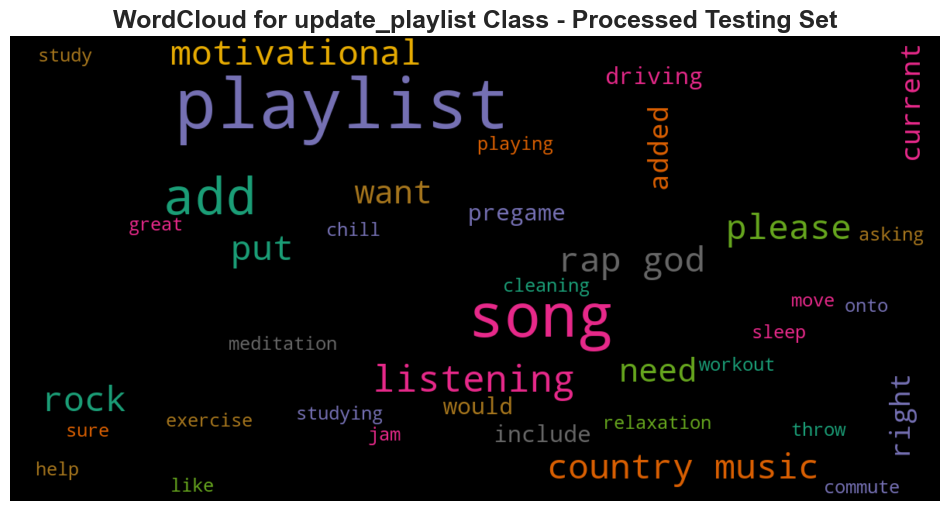 WordCloud for update_playlist Class - Processed Testing Set
study
motivational
playlist
driving
current
added
playing
add
want
pregame
great
chill
put
please
asking
rap god
cleaning
song
move
onto
sleep
meditation
listening
need
workout
rock
would
right
exercise
studying
sure
jam
include
relaxation
throw
help
like
country music
commute